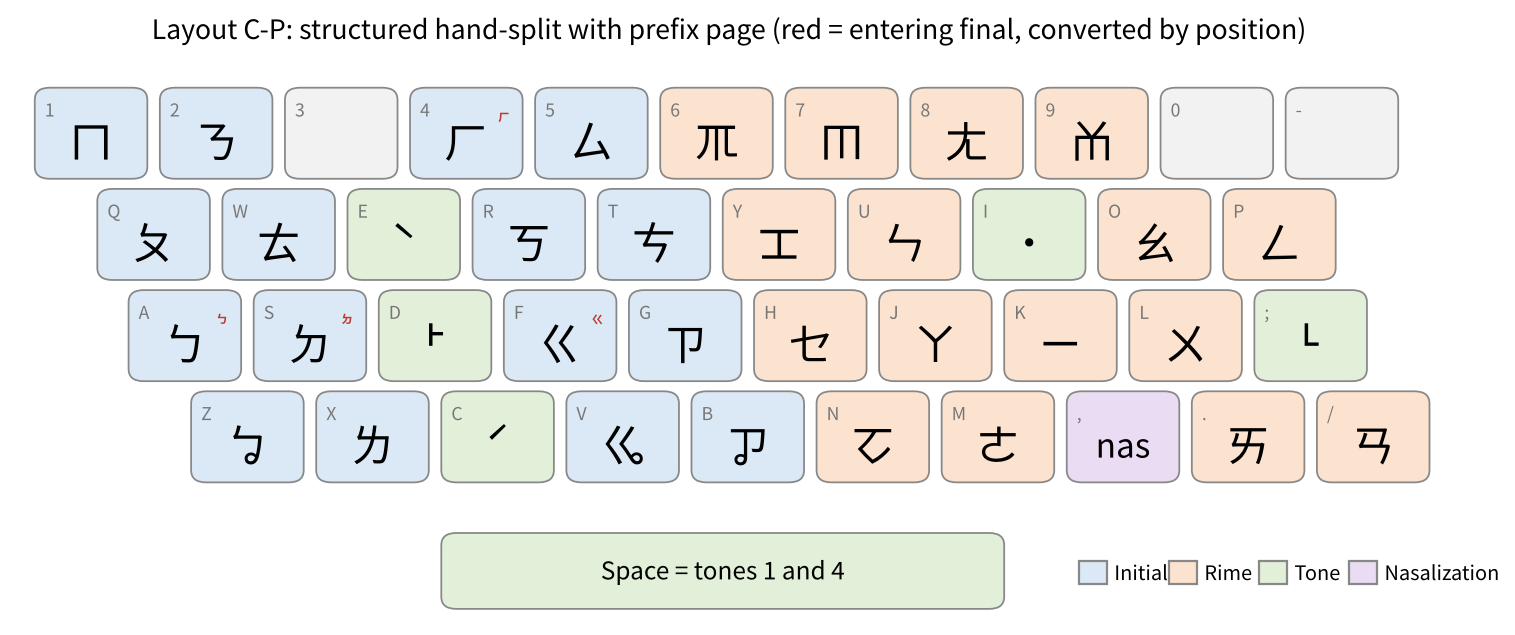 Layout C-P: structured hand-split with prefix page (red = entering final, converted by position)
1 ㄇ 2 ㄋ 3 4 ㄏ ㆷ 5 ㄙ 6 ㆲ 7 ㆬ 8 ㄤ 9 ㆰ 0 -
Q ㄆ W ㄊ E ˋ R ㄎ T ㄘ Y ㆭ U ㄣ I ˙ O ㄠ P ㄥ
A ㄅ ㆴ S ㄉ ㆵ D ˫ F ㄍ ㆻ G ㄗ H ㆤ J ㄚ K ㄧ L ㄨ ; ˪
Z ㆠ X ㄌ C ˊ V ㆣ B ㆡ N ㆦ M ㄜ , nas . ㄞ / ㄢ
Space = tones 1 and 4
Initial Rime Tone Nasalization